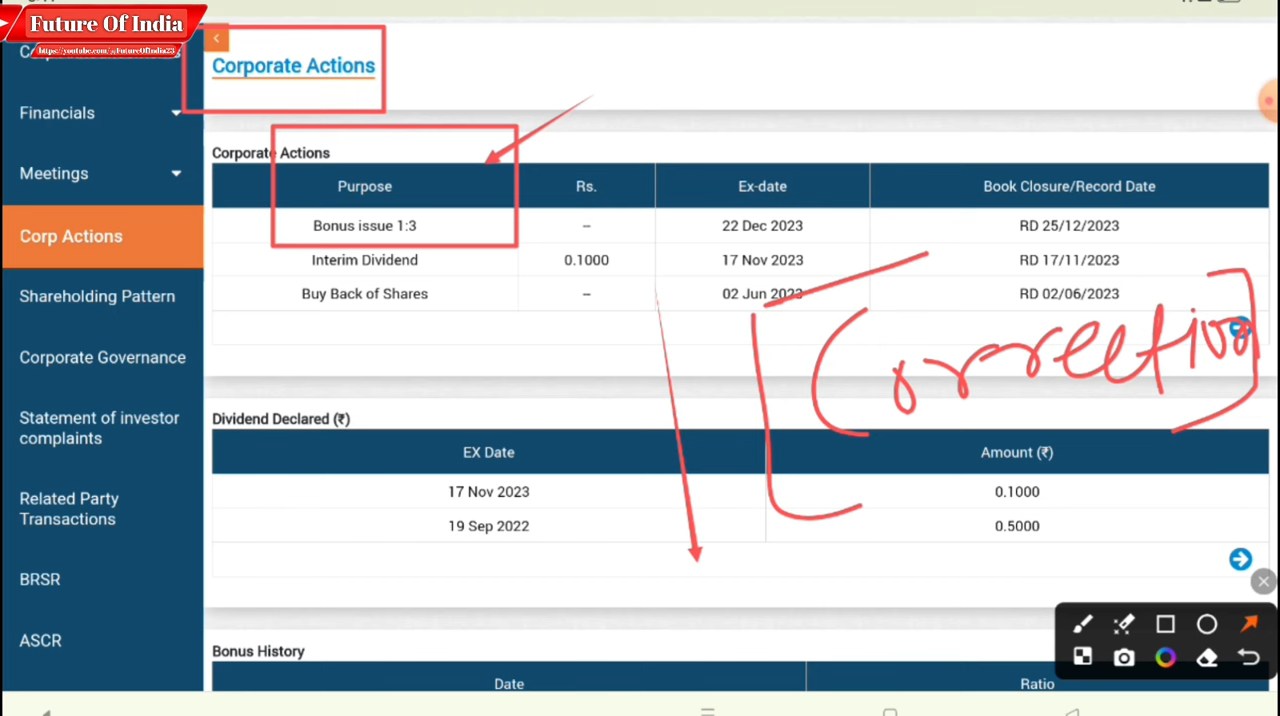 Future Of India
Corporate Actions
Financials
Meetings
Corp Actions
Shareholding Pattern
Corporate Governance
Statement of investor
complaints
Related Party
Transactions
BRSR
ASCR
Corporate Actions
Purpose Rs. Ex-date Book Closure/Record Date
Bonus issue 1:3 -- 22 Dec 2023 RD 25/12/2023
Interim Dividend 0.1000 17 Nov 2023 RD 17/11/2023
Buy Back of Shares -- 02 Jun 2023 RD 02/06/2023
Correction
Dividend Declared (₹)
EX Date Amount (₹)
17 Nov 2023 0.1000
19 Sep 2022 0.5000
Bonus History
Date Ratio